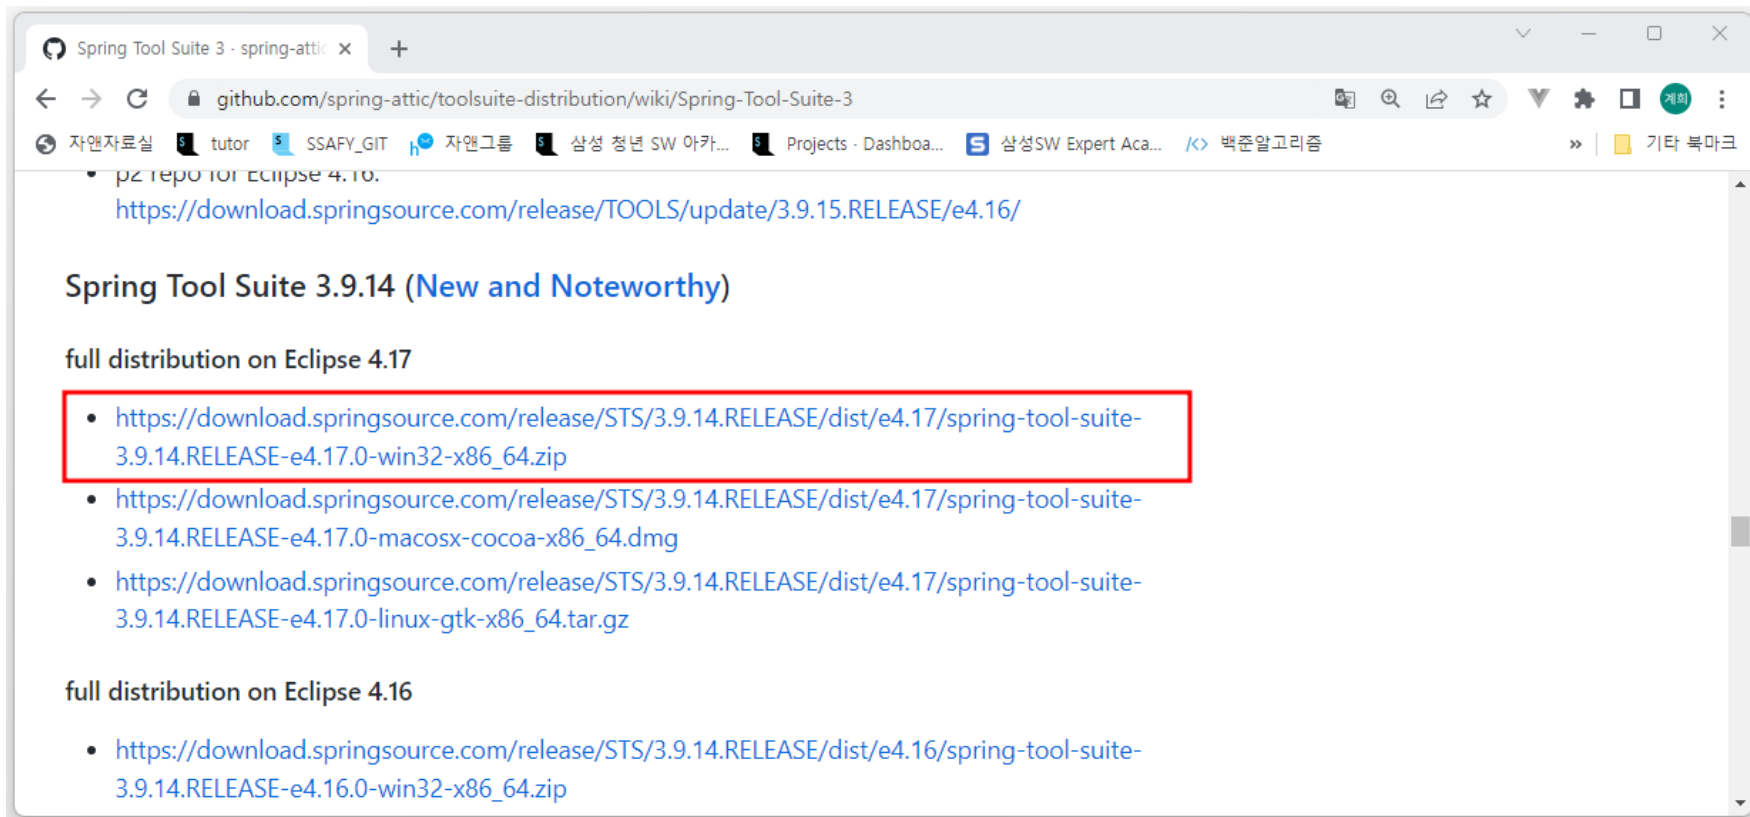 Spring Tool Suite 3 · spring-attic
github.com/spring-attic/toolsuite-distribution/wiki/Spring-Tool-Suite-3
계희
자앤자료실 tutor SSAFY_GIT 자앤그룹 삼성 청년 SW 아카... Projects · Dashboa... 삼성SW Expert Aca... 백준알고리즘 » 기타 북마크
p2 repo for Eclipse 4.16:
https://download.springsource.com/release/TOOLS/update/3.9.15.RELEASE/e4.16/
Spring Tool Suite 3.9.14 (New and Noteworthy)
full distribution on Eclipse 4.17
https://download.springsource.com/release/STS/3.9.14.RELEASE/dist/e4.17/spring-tool-suite-
3.9.14.RELEASE-e4.17.0-win32-x86_64.zip
https://download.springsource.com/release/STS/3.9.14.RELEASE/dist/e4.17/spring-tool-suite-
3.9.14.RELEASE-e4.17.0-macosx-cocoa-x86_64.dmg
https://download.springsource.com/release/STS/3.9.14.RELEASE/dist/e4.17/spring-tool-suite-
3.9.14.RELEASE-e4.17.0-linux-gtk-x86_64.tar.gz
full distribution on Eclipse 4.16
https://download.springsource.com/release/STS/3.9.14.RELEASE/dist/e4.16/spring-tool-suite-
3.9.14.RELEASE-e4.16.0-win32-x86_64.zip